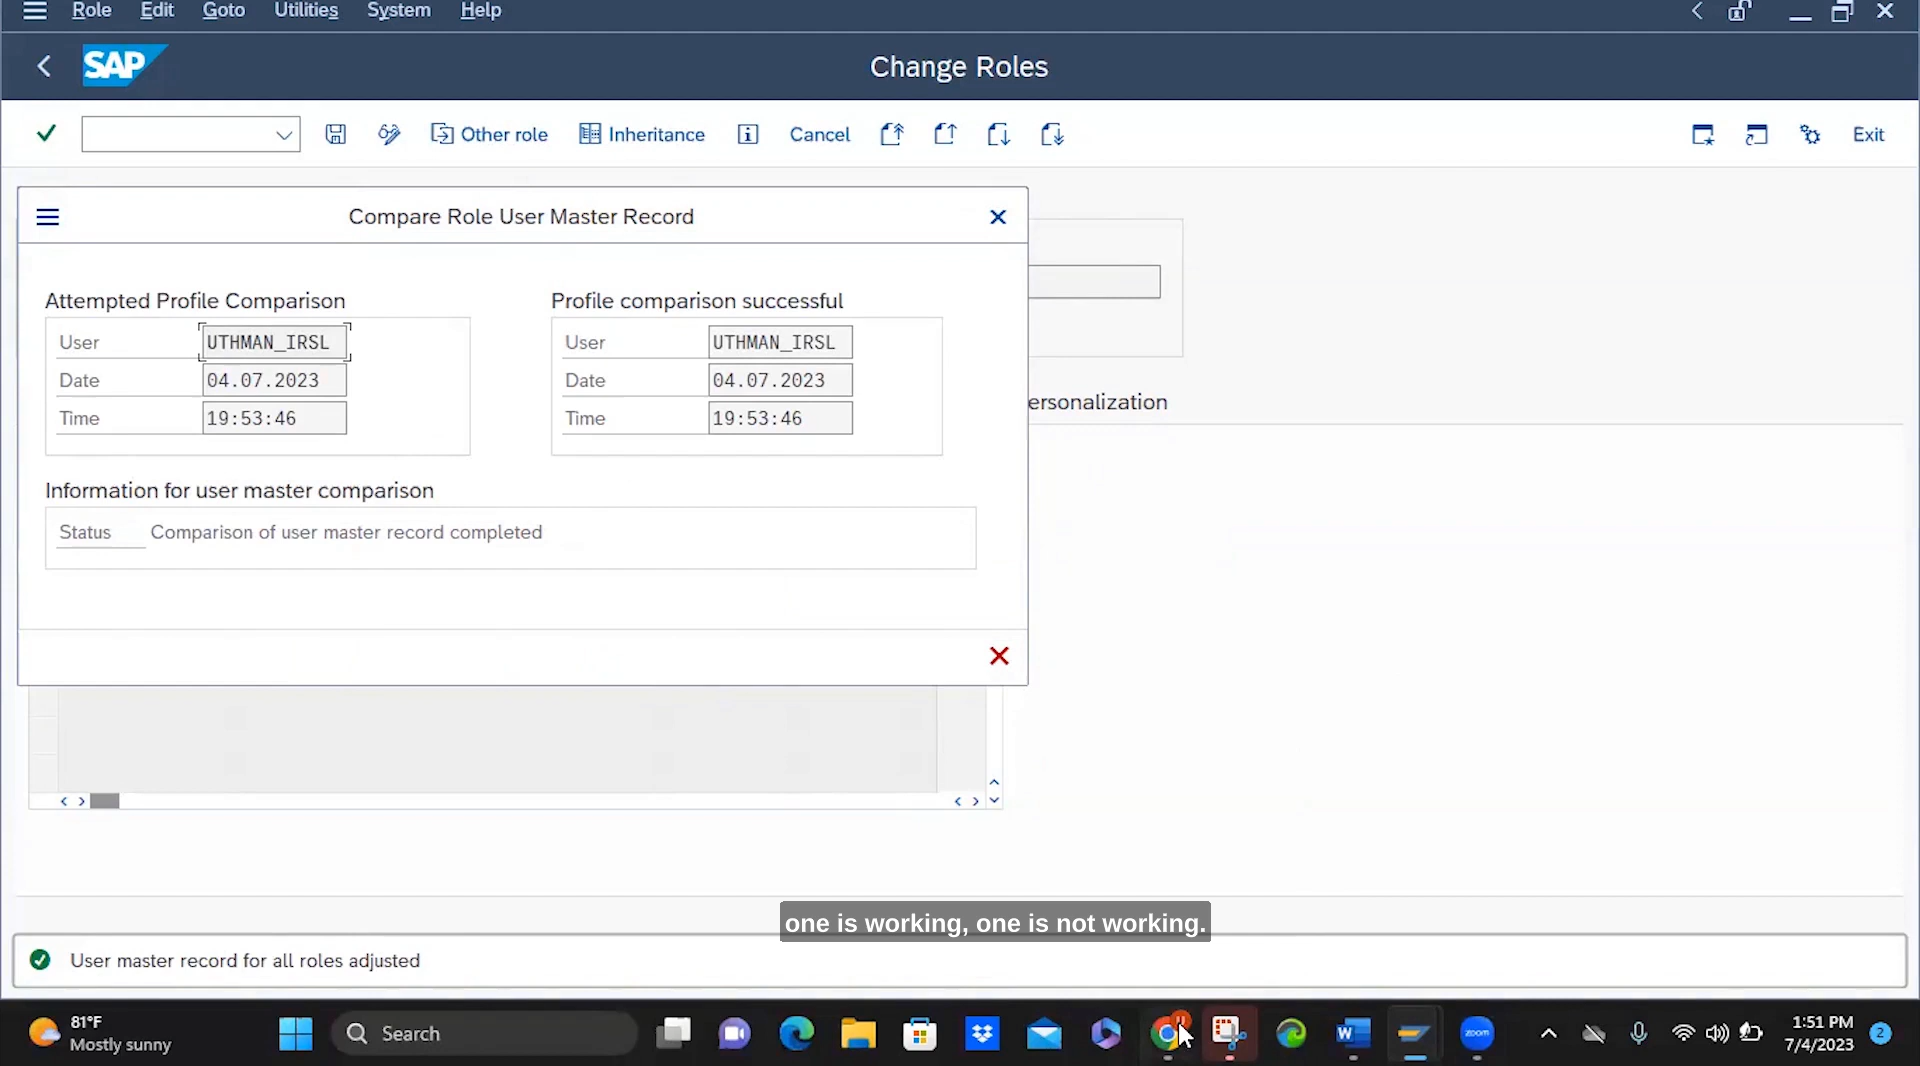 Role Edit Goto Utilities System Help
SAP Change Roles
Other role Inheritance Cancel Exit
Compare Role User Master Record
Attempted Profile Comparison Profile comparison successful
User UTHMAN_IRSL User UTHMAN_IRSL
Date 04.07.2023 Date 04.07.2023
ersonalization
Time 19:53:46 Time 19:53:46
Information for user master comparison
Status Comparison of user master record completed
one is working, one is not working.
User master record for all roles adjusted
81°F
Mostly sunny
Search
zoom
1:51 PM
7/4/2023
2